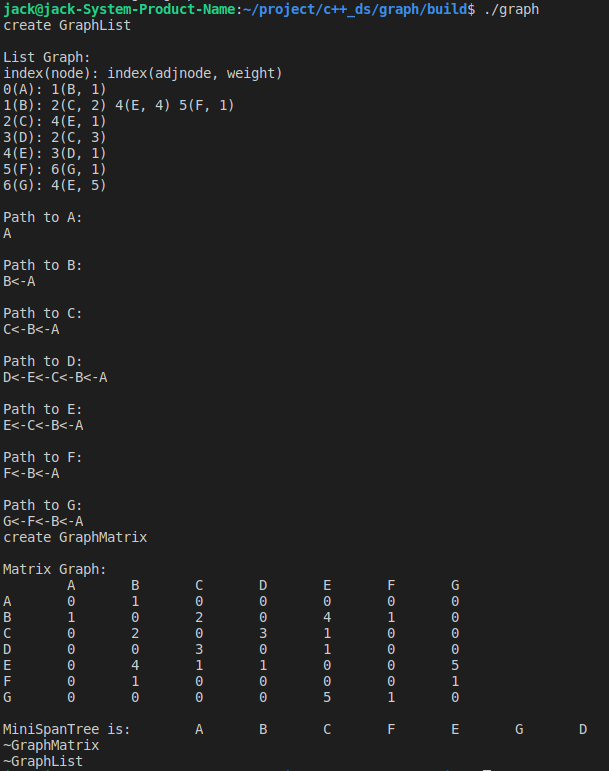 jack@jack-System-Product-Name:~/project/c++_ds/graph/build$ ./graph
create GraphList

List Graph:
index(node): index(adjnode, weight)
0(A): 1(B, 1)
1(B): 2(C, 2) 4(E, 4) 5(F, 1)
2(C): 4(E, 1)
3(D): 2(C, 3)
4(E): 3(D, 1)
5(F): 6(G, 1)
6(G): 4(E, 5)

Path to A:
A

Path to B:
B<-A

Path to C:
C<-B<-A

Path to D:
D<-E<-C<-B<-A

Path to E:
E<-C<-B<-A

Path to F:
F<-B<-A

Path to G:
G<-F<-B<-A
create GraphMatrix

Matrix Graph:
        A       B       C       D       E       F       G
A       0       1       0       0       0       0       0
B       1       0       2       0       4       1       0
C       0       2       0       3       1       0       0
D       0       0       3       0       1       0       0
E       0       4       1       1       0       0       5
F       0       1       0       0       0       0       1
G       0       0       0       0       5       1       0

MiniSpanTree is:        A       B       C       F       E       G       D
~GraphMatrix
~GraphList